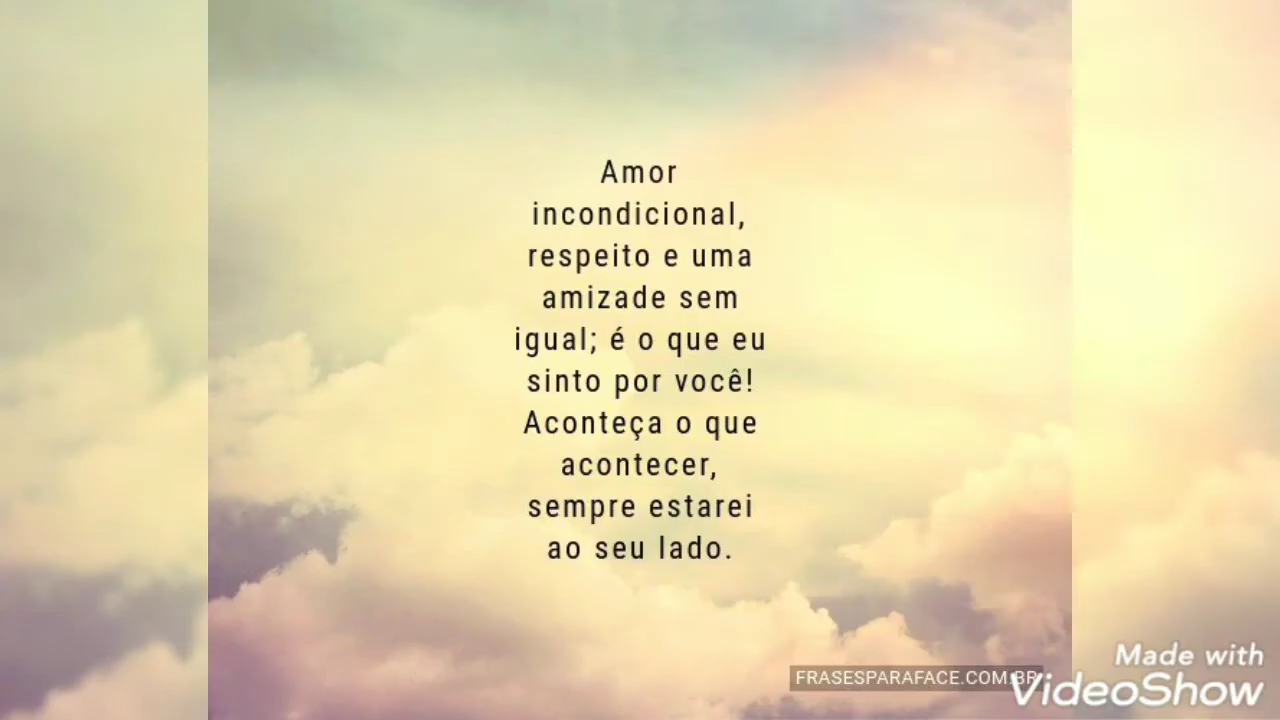 Amor
incondicional,
respeito e uma
amizade sem
igual; é o que eu
sinto por você!
Aconteça o que
acontecer,
sempre estarei
ao seu lado.
FRASESPARAFACE.COM.BR
Made with
VideoShow